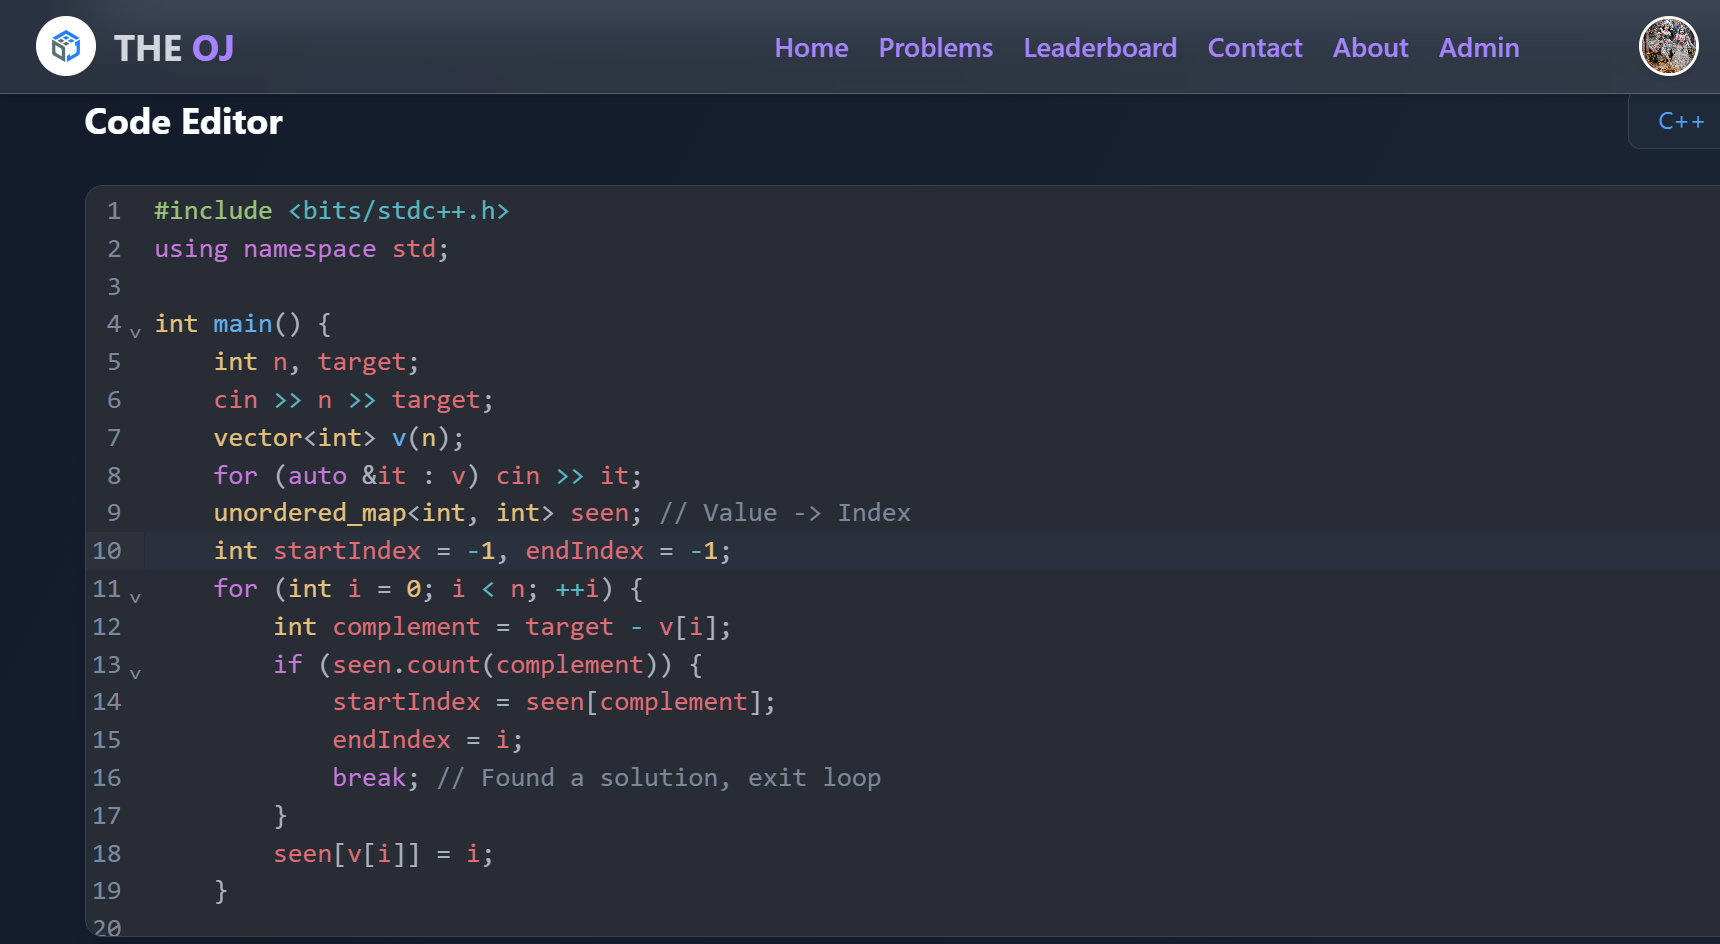 THE OJ
Home Problems Leaderboard Contact About Admin
Code Editor
C++
1 #include <bits/stdc++.h>
2 using namespace std;
3
4 int main() {
5     int n, target;
6     cin >> n >> target;
7     vector<int> v(n);
8     for (auto &it : v) cin >> it;
9     unordered_map<int, int> seen; // Value -> Index
10     int startIndex = -1, endIndex = -1;
11     for (int i = 0; i < n; ++i) {
12         int complement = target - v[i];
13         if (seen.count(complement)) {
14             startIndex = seen[complement];
15             endIndex = i;
16             break; // Found a solution, exit loop
17         }
18         seen[v[i]] = i;
19     }
20